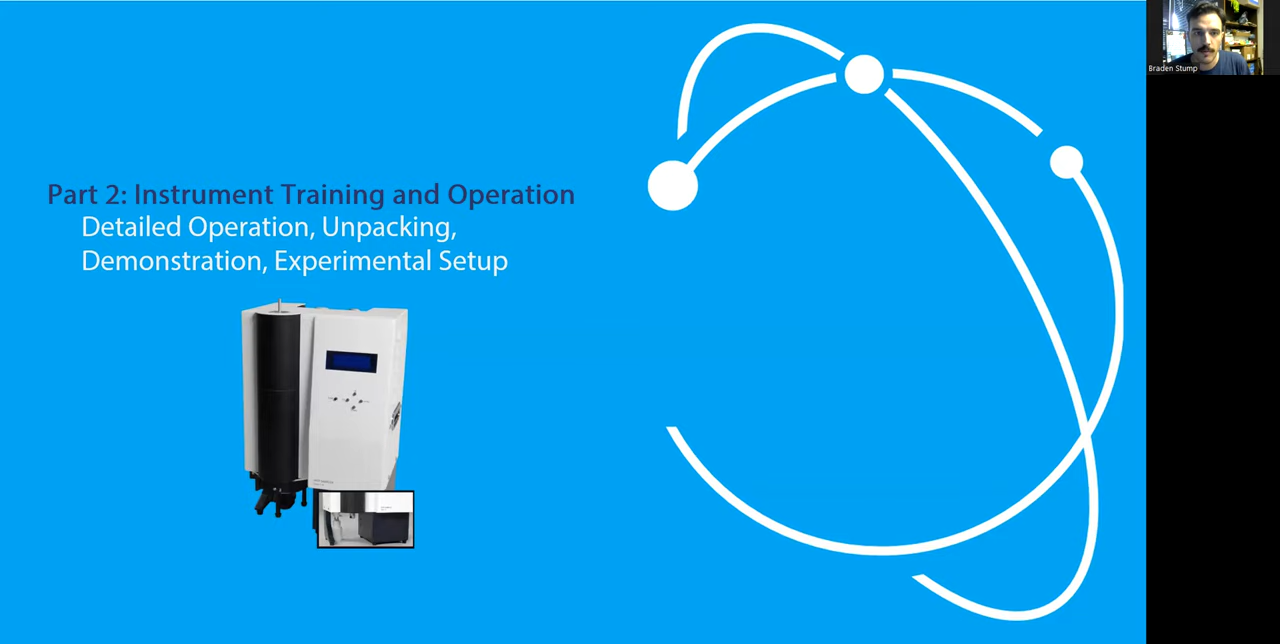 Part 2: Instrument Training and Operation
Detailed Operation, Unpacking,
Demonstration, Experimental Setup
Braden Stump